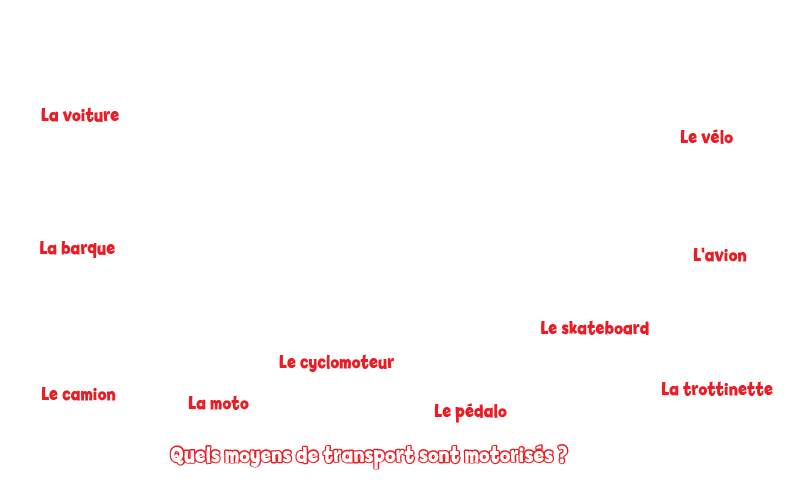 La voiture
Le vélo
La barque
L'avion
Le skateboard
Le cyclomoteur
Le camion
La moto
Le pédalo
La trottinette
Quels moyens de transport sont motorisés ?